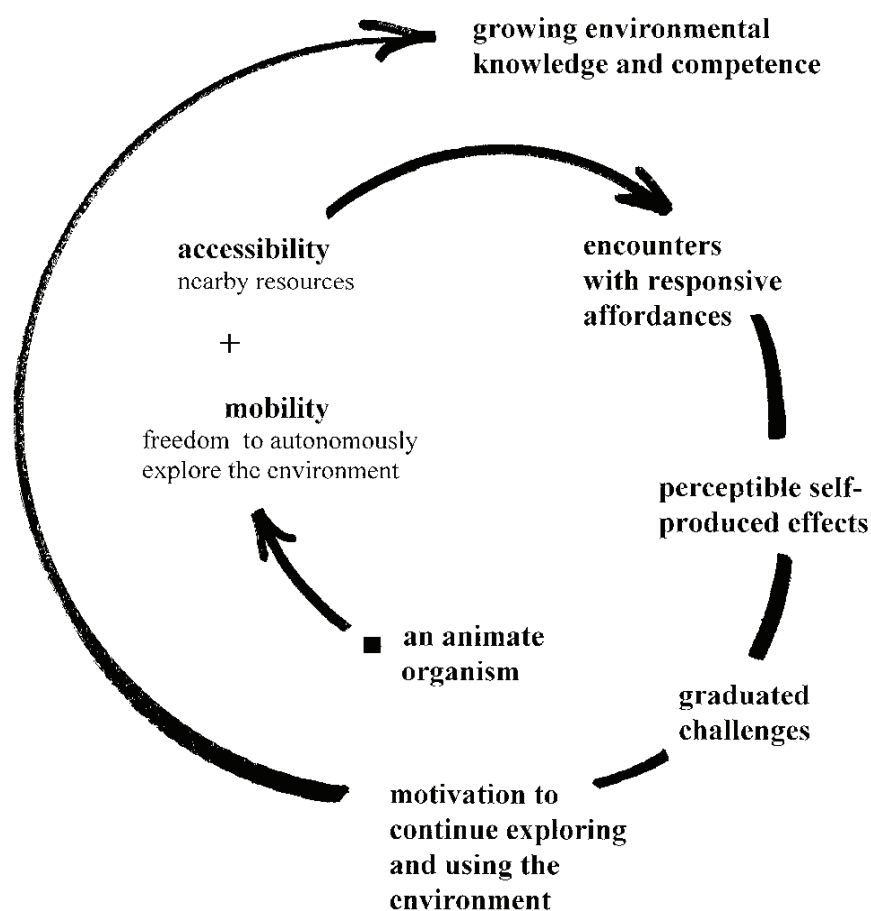 growing environmental
knowledge and competence
accessibility
nearby resources
+
mobility
freedom to autonomously
explore the environment
encounters
with responsive
affordances
perceptible self-
produced effects
an animate
organism
graduated
challenges
motivation to
continue exploring
and using the
environment